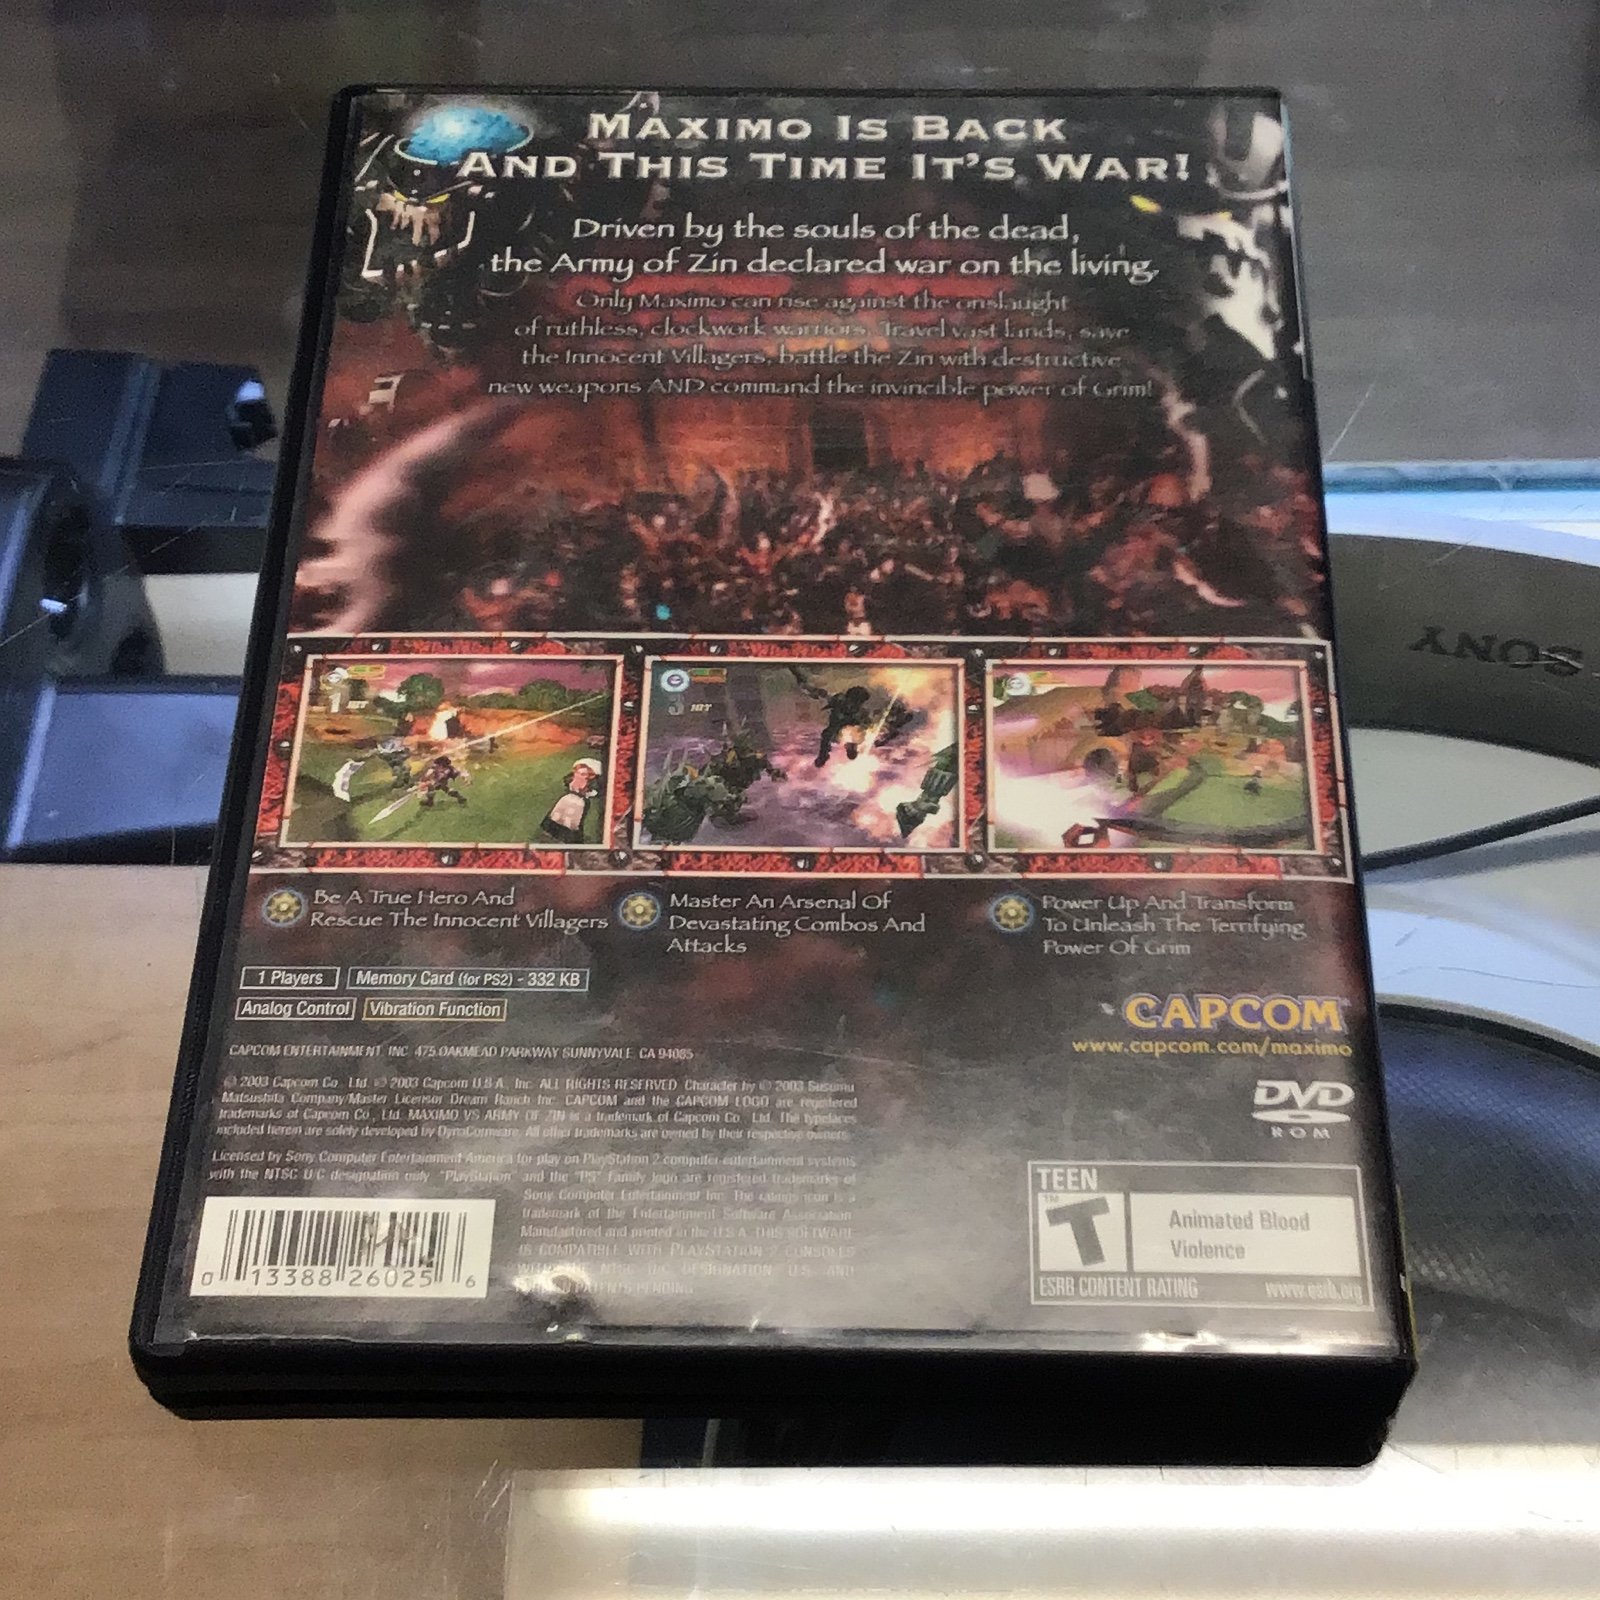 MAXIMO IS BACK
AND THIS TIME IT'S WAR!
Driven by the souls of the dead,
the Army of Zin declared war on the living.
Only Maximo can rise against the onslaught
of ruthless, clockwork warriors. Travel vast lands, save
the Innocent Villagers, battle the Zin with destructive
new weapons AND command the invincible power of Grim!
1 HIT
3 HIT
Be A True Hero And
Rescue The Innocent Villagers
Master An Arsenal Of
Devastating Combos And
Attacks
Power Up And Transform
To Unleash The Terrifying
Power Of Grim
1 Players
Memory Card (for PS2) - 332 KB
Analog Control
Vibration Function
CAPCOM
www.capcom.com/maximo
CAPCOM ENTERTAINMENT, INC. 475 OAKMEAD PARKWAY SUNNYVALE, CA 94085
© 2003 Capcom Co., Ltd. © 2003 Capcom U.S.A., Inc. ALL RIGHTS RESERVED. Character by © 2003 Susumu
Matsushita Company/Master Licensor Dream Ranch Inc. CAPCOM and the CAPCOM LOGO are registered
trademarks of Capcom Co., Ltd. MAXIMO VS ARMY OF ZIN is a trademark of Capcom Co., Ltd. The typefaces
included herein are solely developed by DynaComware. All other trademarks are owned by their respective owners.
Licensed by Sony Computer Entertainment America for play on PlayStation 2 computer entertainment systems
with the NTSC U/C designation only. "PlayStation" and the "PS" Family logo are registered trademarks of
Sony Computer Entertainment Inc. The ratings icon is a
trademark of the Entertainment Software Association.
Manufactured and printed in the U.S.A. THIS SOFTWARE
IS COMPATIBLE WITH PLAYSTATION 2 CONSOLES
WITH THE NTSC U/C DESIGNATION. U.S. AND
PATENTS PENDING
DVD
ROM
TEEN
T
TM
Animated Blood
Violence
ESRB CONTENT RATING
www.esrb.org
0 13388 26025 6
SONY